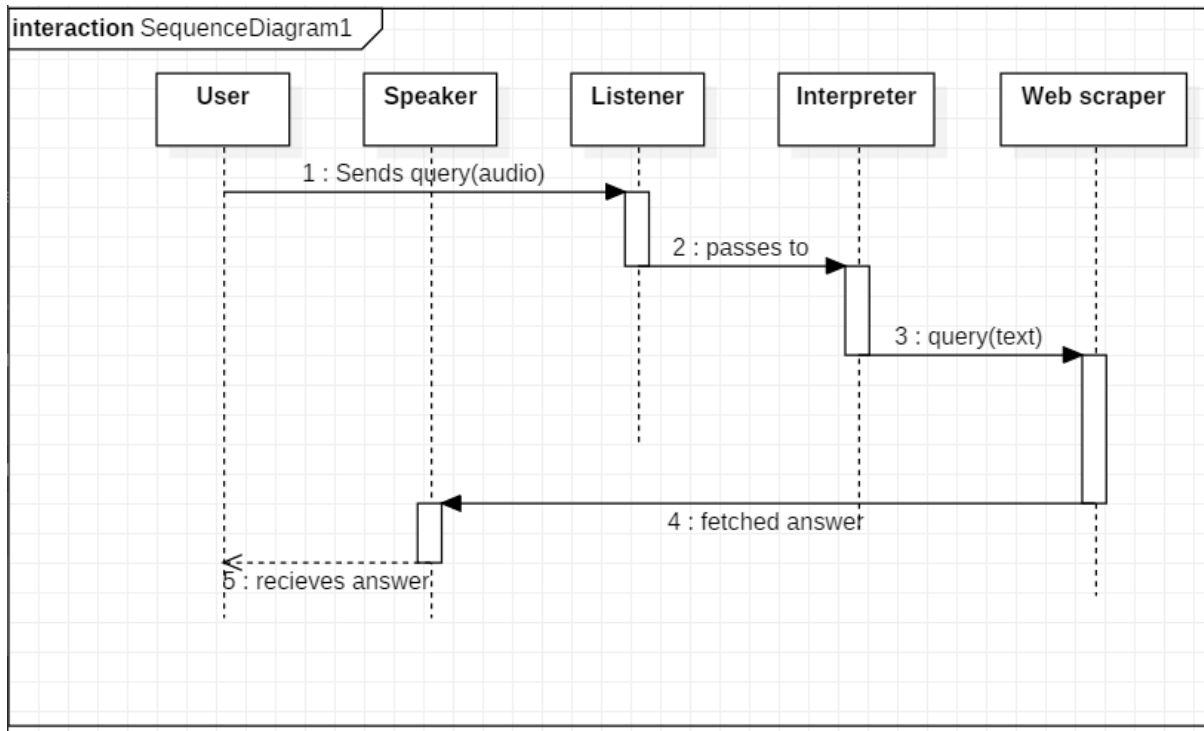 interaction SequenceDiagram1
User
Speaker
Listener
Interpreter
Web scraper
1 : Sends query(audio)
2 : passes to
3 : query(text)
4 : fetched answer
5 : recieves answer